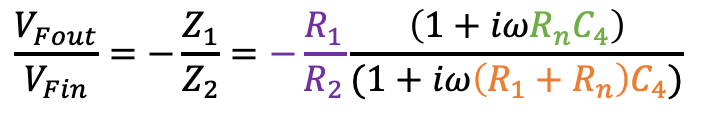 V_Fout / V_Fin = − Z_1 / Z_2 = − R_1 / R_2 (1 + iωR_nC_4) / (1 + iω(R_1 + R_n)C_4)